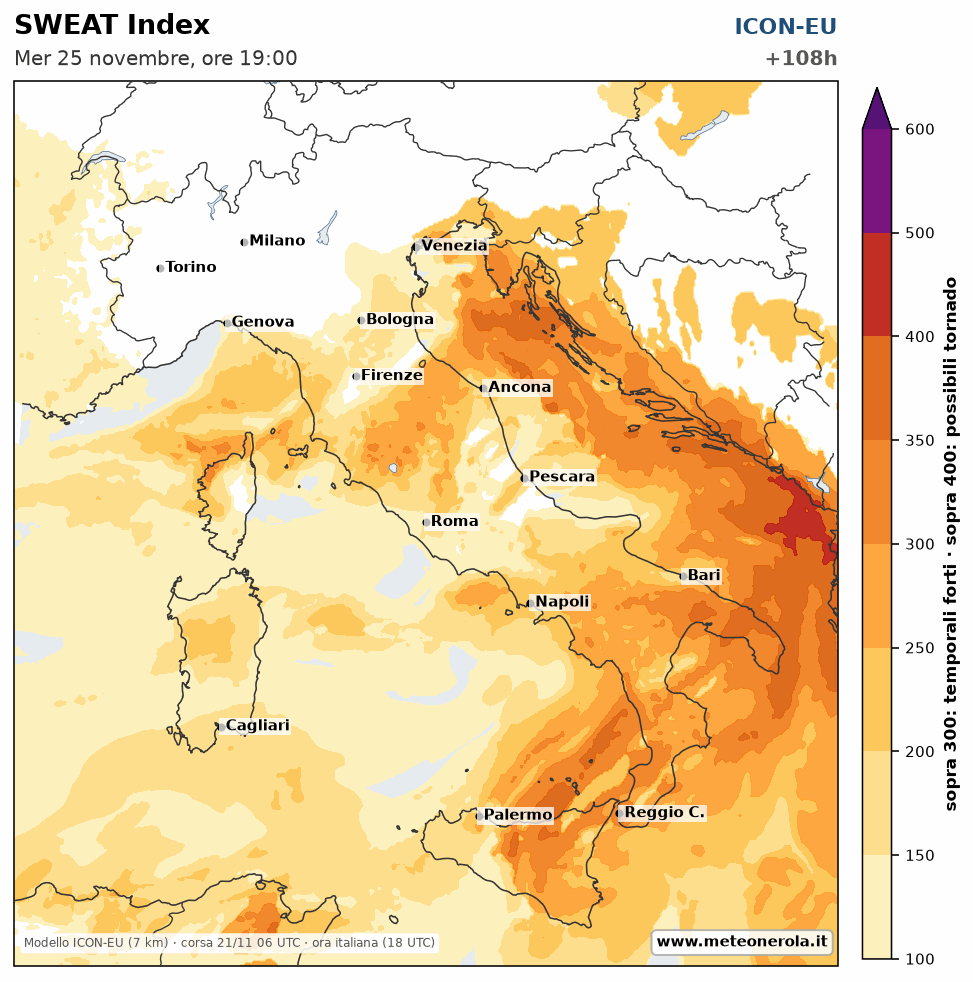 SWEAT Index
ICON-EU
Mer 25 novembre, ore 19:00
+108h
600
500
400
350
300
250
200
150
100
sopra 300: temporali forti · sopra 400: possibili tornado
Milano
Venezia
Torino
Genova
Bologna
Firenze
Ancona
Pescara
Roma
Bari
Napoli
Cagliari
Palermo
Reggio C.
Modello ICON-EU (7 km) · corsa 21/11 06 UTC · ora italiana (18 UTC)
www.meteonerola.it